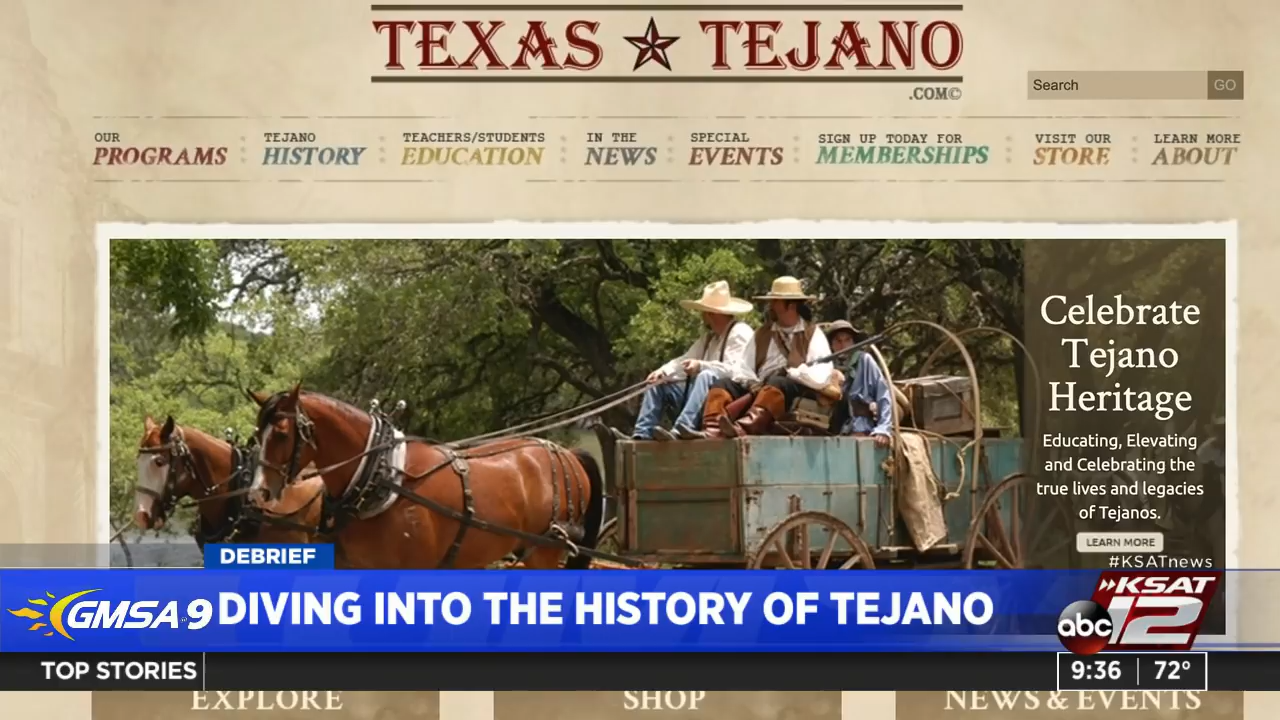 TEXAS TEJANO
.COM©
Search GO
OUR PROGRAMS
TEJANO HISTORY
TEACHERS/STUDENTS EDUCATION
IN THE NEWS
SPECIAL EVENTS
SIGN UP TODAY FOR MEMBERSHIPS
VISIT OUR STORE
LEARN MORE ABOUT
Celebrate
Tejano
Heritage
Educating, Elevating
and Celebrating the
true lives and legacies
of Tejanos.
LEARN MORE
#KSATnews
DEBRIEF
GMSA 9 DIVING INTO THE HISTORY OF TEJANO
KSAT
abc 12
TOP STORIES
9:36 72°
EXPLORE SHOP NEWS & EVENTS